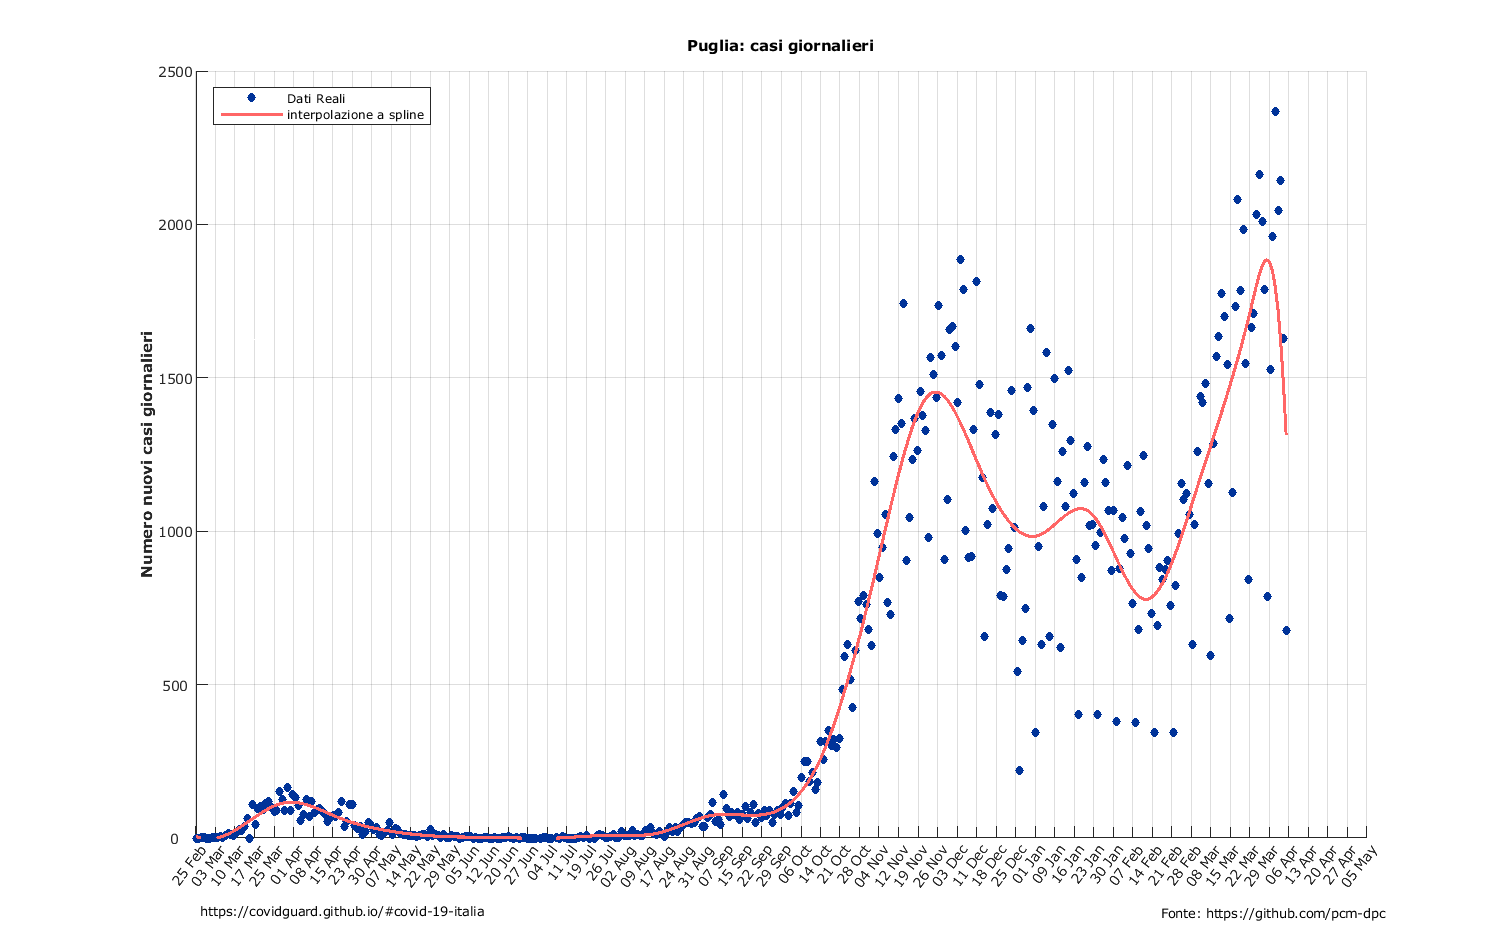 Puglia: casi giornalieri
Dati Reali
interpolazione a spline
Numero nuovi casi giornalieri
2500
2000
1500
1000
500
0
25 Feb
03 Mar
10 Mar
17 Mar
25 Mar
01 Apr
08 Apr
15 Apr
23 Apr
30 Apr
07 May
14 May
22 May
29 May
05 Jun
12 Jun
20 Jun
27 Jun
04 Jul
11 Jul
19 Jul
26 Jul
02 Aug
09 Aug
17 Aug
24 Aug
31 Aug
07 Sep
15 Sep
22 Sep
29 Sep
06 Oct
14 Oct
21 Oct
28 Oct
04 Nov
12 Nov
19 Nov
26 Nov
03 Dec
11 Dec
18 Dec
25 Dec
01 Jan
09 Jan
16 Jan
23 Jan
30 Jan
07 Feb
14 Feb
21 Feb
28 Feb
08 Mar
15 Mar
22 Mar
29 Mar
06 Apr
13 Apr
20 Apr
27 Apr
05 May
https://covidguard.github.io/#covid-19-italia
Fonte: https://github.com/pcm-dpc